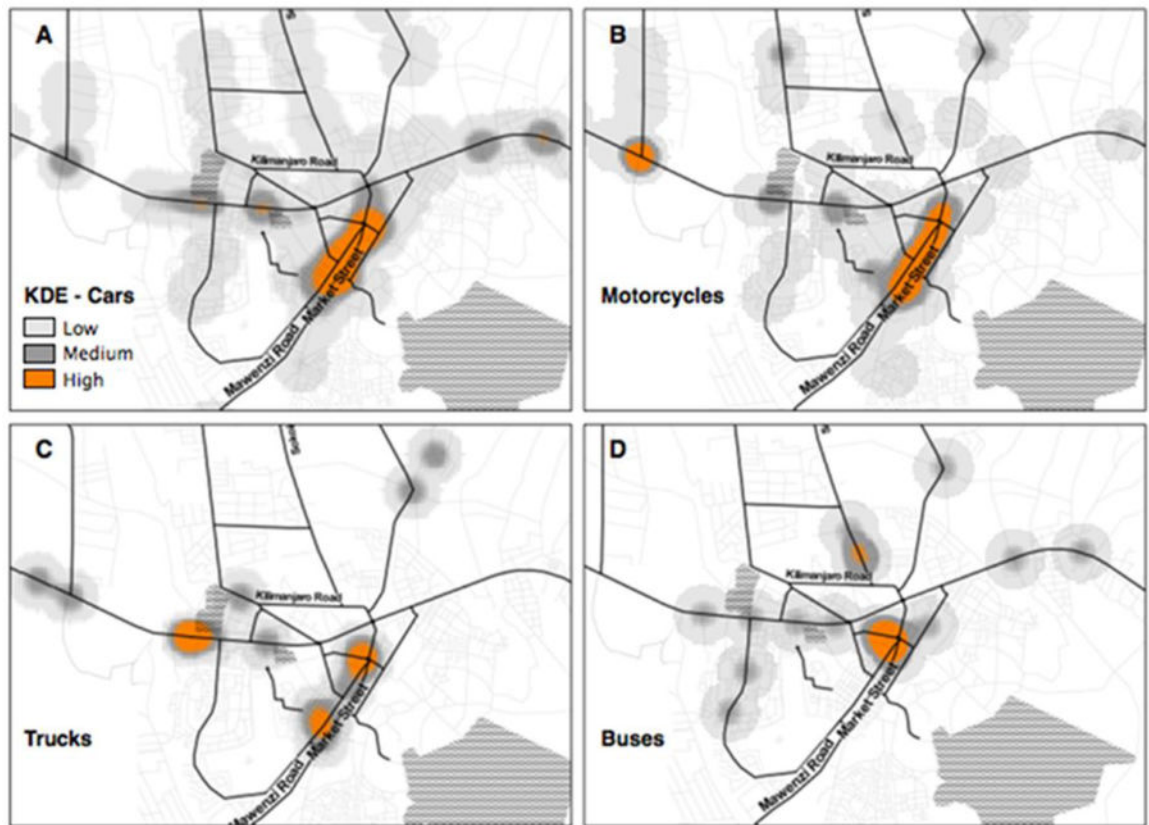 A
Kilimanjaro Road
Market Street
Mawenzi Road
KDE - Cars
Low
Medium
High
B
Kilimanjaro Road
Market Street
Mawenzi Road
Motorcycles
C
Kilimanjaro Road
Market Street
Mawenzi Road
Trucks
D
Kilimanjaro Road
Market Street
Mawenzi Road
Buses